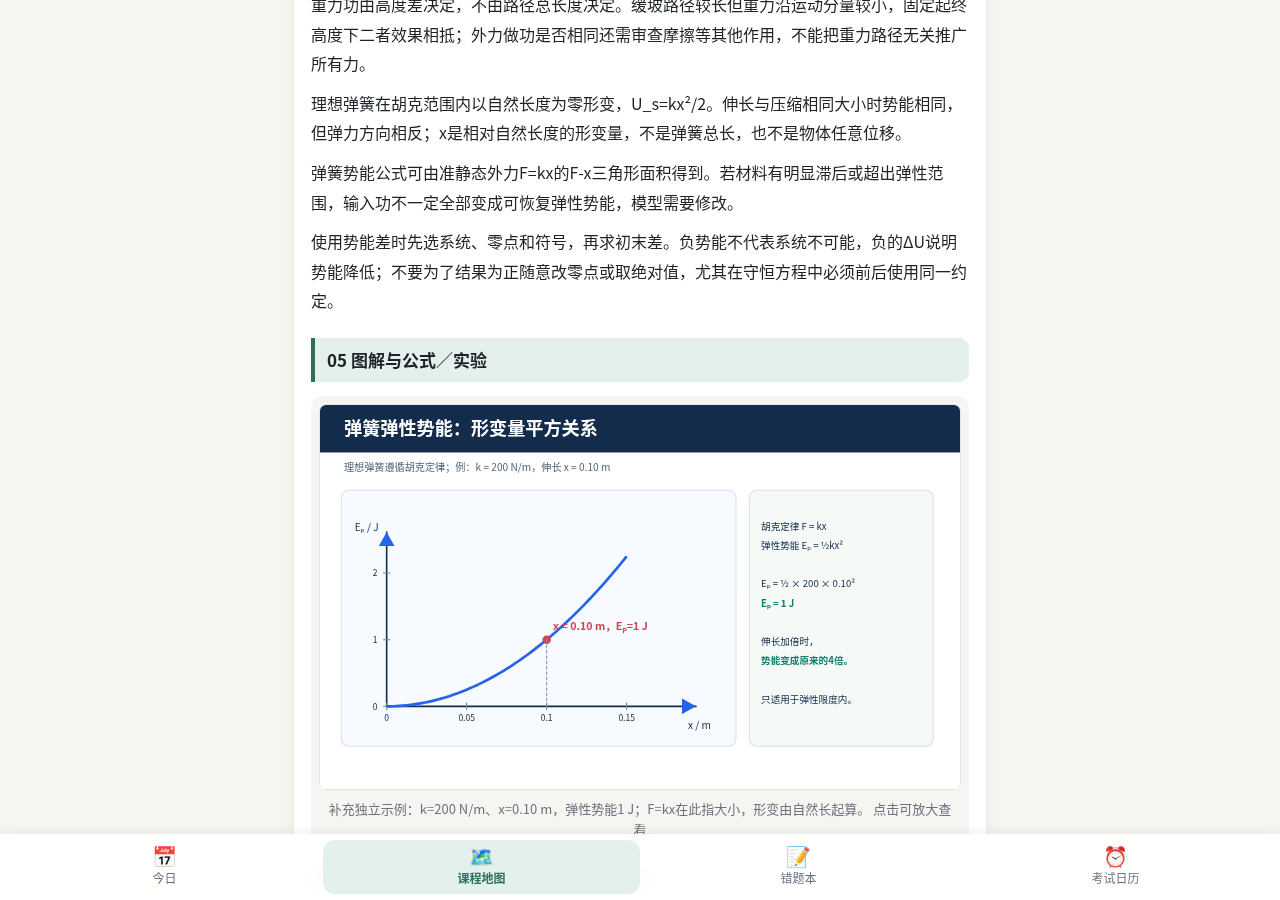 重力功由高度差决定，不由路径总长度决定。缓坡路径较长但重力沿运动分量较小，固定起终
高度下二者效果相抵；外力做功是否相同还需审查摩擦等其他作用，不能把重力路径无关推广
所有力。
理想弹簧在胡克范围内以自然长度为零形变，U_s=kx²/2。伸长与压缩相同大小时势能相同，
但弹力方向相反；x是相对自然长度的形变量，不是弹簧总长，也不是物体任意位移。
弹簧势能公式可由准静态外力F=kx的F-x三角形面积得到。若材料有明显滞后或超出弹性范
围，输入功不一定全部变成可恢复弹性势能，模型需要修改。
使用势能差时先选系统、零点和符号，再求初末差。负势能不代表系统不可能，负的ΔU说明
势能降低；不要为了结果为正随意改零点或取绝对值，尤其在守恒方程中必须前后使用同一约
定。
05 图解与公式／实验
弹簧弹性势能：形变量平方关系
理想弹簧遵循胡克定律；例：k = 200 N/m，伸长 x = 0.10 m
Eₚ / J
2
1
0
x = 0.10 m，Eₚ=1 J
0
0.05
0.1
0.15
x / m
胡克定律 F = kx
弹性势能 Eₚ = ½kx²
Eₚ = ½ × 200 × 0.10²
Eₚ = 1 J
伸长加倍时，
势能变成原来的4倍。
只适用于弹性限度内。
补充独立示例：k=200 N/m、x=0.10 m，弹性势能1 J；F=kx在此指大小，形变由自然长起算。 点击可放大查
看
17
今日
课程地图
错题本
考试日历